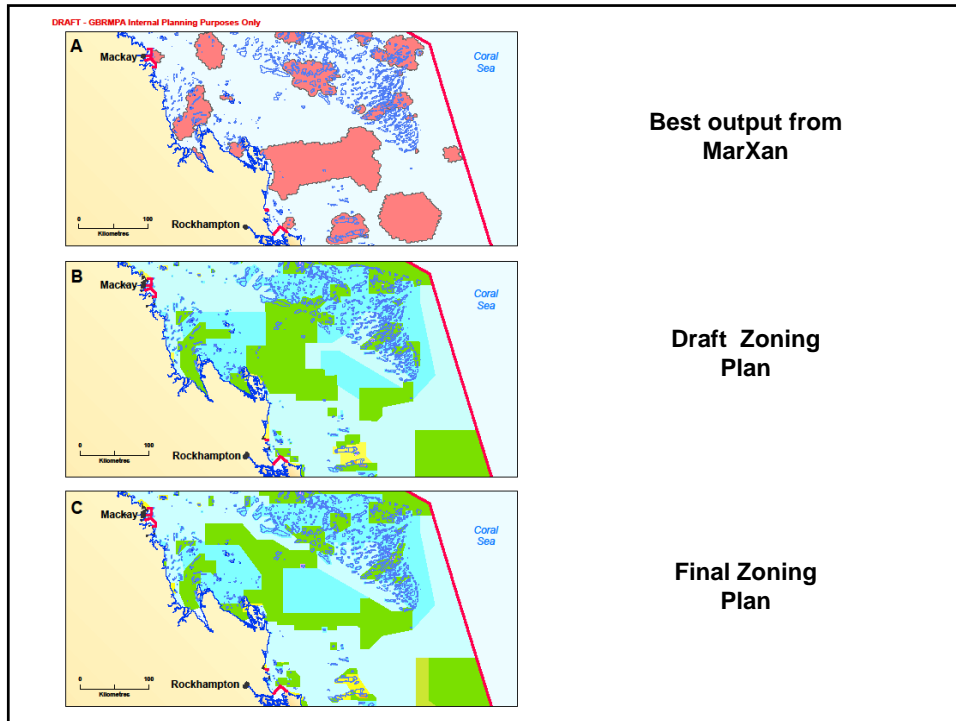 DRAFT - GBRMPA Internal Planning Purposes Only
A
Mackay
Coral
Sea
0 100
Kilometres
Rockhampton
Best output from
MarXan
B
Mackay
Coral
Sea
0 100
Kilometres
Rockhampton
Draft Zoning
Plan
C
Mackay
Coral
Sea
0 100
Kilometres
Rockhampton
Final Zoning
Plan